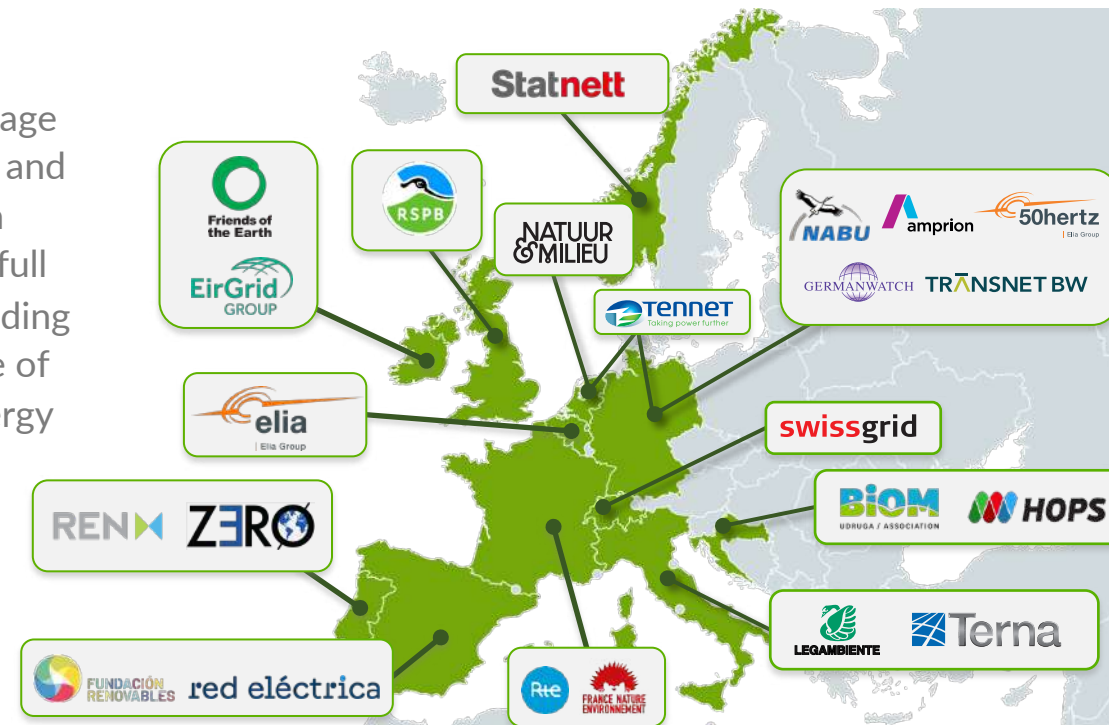 age
and
full
ding
e of
ergy
Statnett
Friends of
the Earth
EirGrid
GROUP
RSPB
NATUUR
&MILIEU
TENNET
Taking power further
NABU
amprion
50hertz
Elia Group
GERMANWATCH
TRANSNET BW
elia
Elia Group
swissgrid
REN
ZERO
BiOM
UDRUGA / ASSOCIATION
HOPS
LEGAMBIENTE
Terna
FUNDACIÓN
RENOVABLES
red eléctrica
Rte
FRANCE NATURE
ENVIRONNEMENT